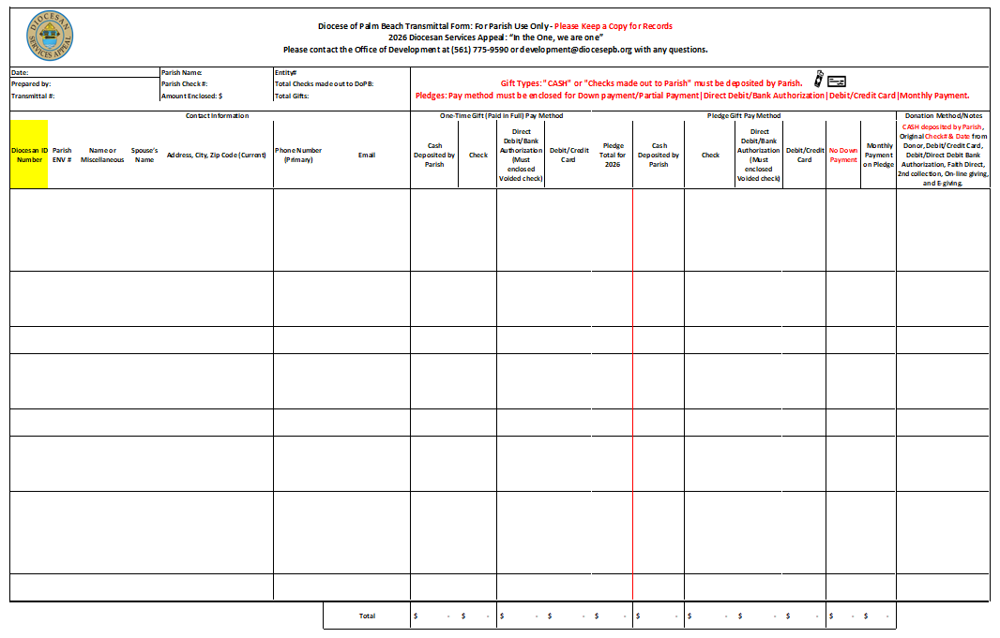 DIOCESAN
SERVICES APPEAL
Diocese of Palm Beach Transmittal Form: For Parish Use Only - Please Keep a Copy for Records
2026 Diocesan Services Appeal: “In the One, we are one”
Please contact the Office of Development at (561) 775-9590 or development@diocesepb.org with any questions.
Date:
Parish Name:
Entity#
Prepared by:
Parish Check #:
Total Checks made out to DoPB:
Transmittal #:
Amount Enclosed: $
Total Gifts:
Gift Types: "CASH" or "Checks made out to Parish" must be deposited by Parish.
Pledges: Pay method must be enclosed for Down payment/Partial Payment|Direct Debit/Bank Authorization|Debit/Credit Card|Monthly Payment.
Contact Information
One-Time Gift (Paid in Full) Pay Method
Pledge Gift Pay Method
Donation Method/Notes
Diocesan ID
Number
Parish
ENV #
Name or
Miscellaneous
Spouse's
Name
Address, City, Zip Code (Current)
Phone Number
(Primary)
Email
Cash
Deposited by
Parish
Check
Direct
Debit/Bank
Authorization
(Must
enclosed
Voided check)
Debit/Credit
Card
Pledge
Total for
2026
Cash
Deposited by
Parish
Check
Direct
Debit/Bank
Authorization
(Must
enclosed
Voided check)
Debit/Credit
Card
No Down
Payment
Monthly
Payment
on Pledge
CASH deposited by Parish,
Original Check# & Date from
Donor, Debit/Credit Card,
Debit/Direct Debit Bank
Authorization, Faith Direct,
2nd collection, On-line giving,
and E-giving.
Total
$ - $ - $ - $ - $ - $ - $ - $ - $ - $ - $ -